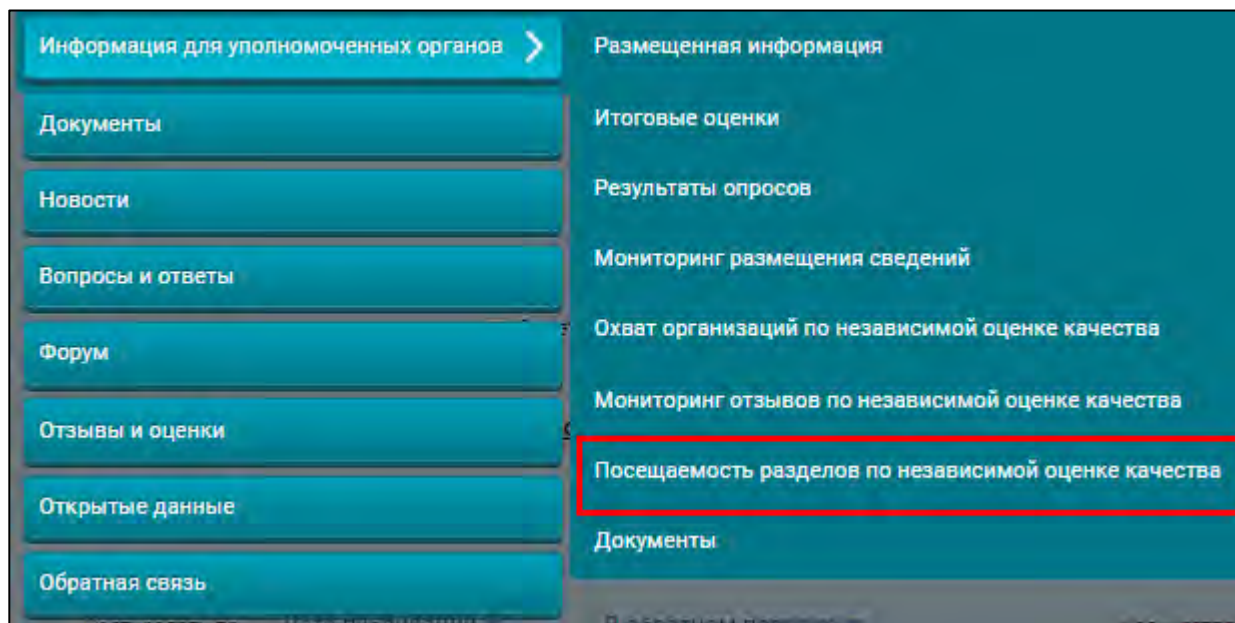 Информация для уполномоченных органов
Документы
Новости
Вопросы и ответы
Форум
Отзывы и оценки
Открытые данные
Обратная связь
Размещенная информация
Итоговые оценки
Результаты опросов
Мониторинг размещения сведений
Охват организаций по независимой оценке качества
Мониторинг отзывов по независимой оценке качества
Посещаемость разделов по независимой оценке качества
Документы